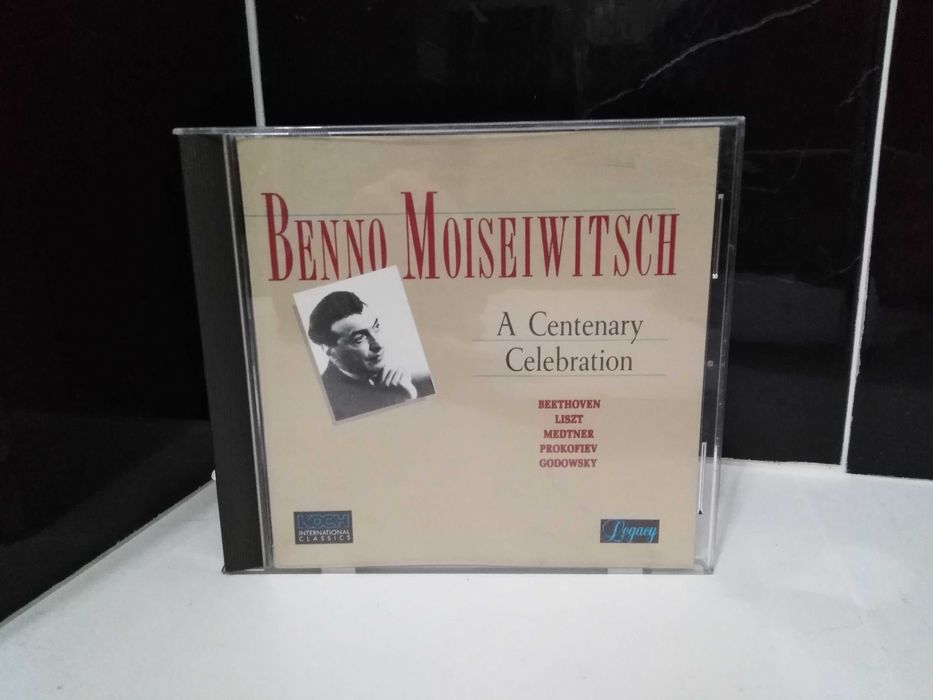 BENNO MOISEIWITSCH
A Centenary
Celebration
BEETHOVEN
LISZT
MEDTNER
PROKOFIEV
GODOWSKY
KOCH
INTERNATIONAL
CLASSICS
Legacy